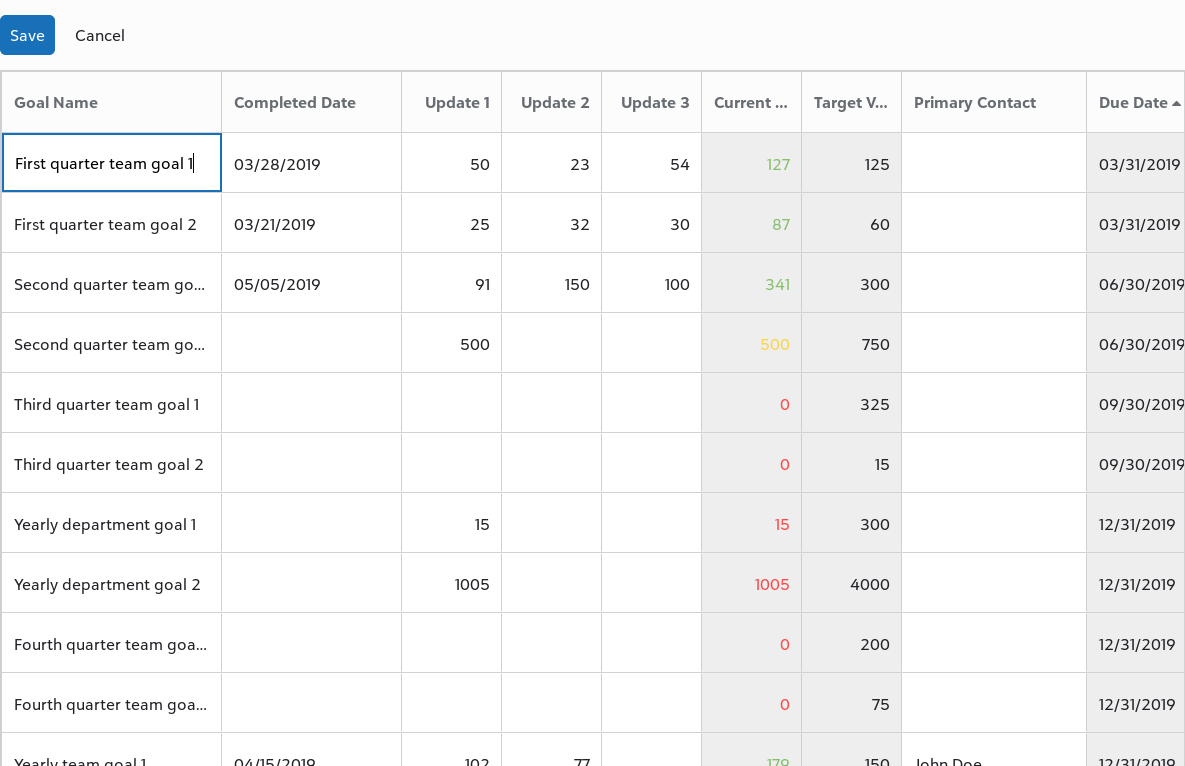 Save Cancel
Goal Name Completed Date Update 1 Update 2 Update 3 Current ... Target V... Primary Contact Due Date
First quarter team goal 1 03/28/2019 50 23 54 127 125 03/31/2019
First quarter team goal 2 03/21/2019 25 32 30 87 60 03/31/2019
Second quarter team go... 05/05/2019 91 150 100 341 300 06/30/2019
Second quarter team go... 500 500 750 06/30/2019
Third quarter team goal 1 0 325 09/30/2019
Third quarter team goal 2 0 15 09/30/2019
Yearly department goal 1 15 15 300 12/31/2019
Yearly department goal 2 1005 1005 4000 12/31/2019
Fourth quarter team goa... 0 200 12/31/2019
Fourth quarter team goa... 0 75 12/31/2019
Yearly team goal 1 04/15/2019 102 77 179 150 John Doe 12/31/2019